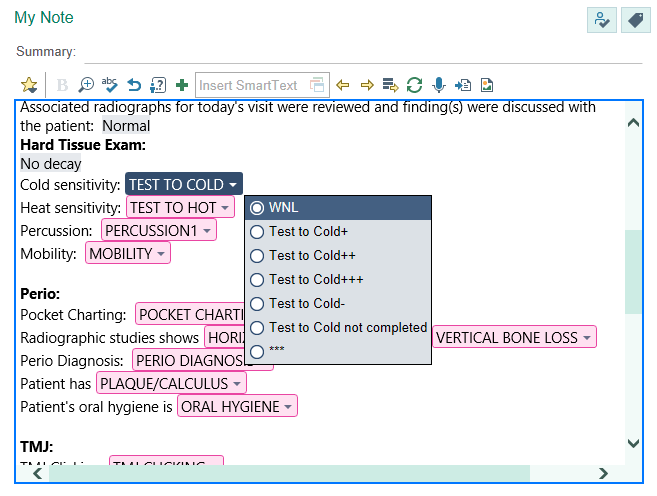 My Note
Summary:
B abc Insert SmartText
Associated radiographs for today's visit were reviewed and finding(s) were discussed with
the patient: Normal
Hard Tissue Exam:
No decay
Cold sensitivity: TEST TO COLD
Heat sensitivity: TEST TO HOT
Percussion: PERCUSSION1
Mobility: MOBILITY
WNL
Test to Cold+
Test to Cold++
Test to Cold+++
Test to Cold-
Test to Cold not completed
***
Perio:
Pocket Charting: POCKET CHARTI
Radiographic studies shows HORIZ VERTICAL BONE LOSS
Perio Diagnosis: PERIO DIAGNOSIS
Patient has PLAQUE/CALCULUS
Patient's oral hygiene is ORAL HYGIENE
TMJ:
TMJ Clicking: TMJ CLICKING